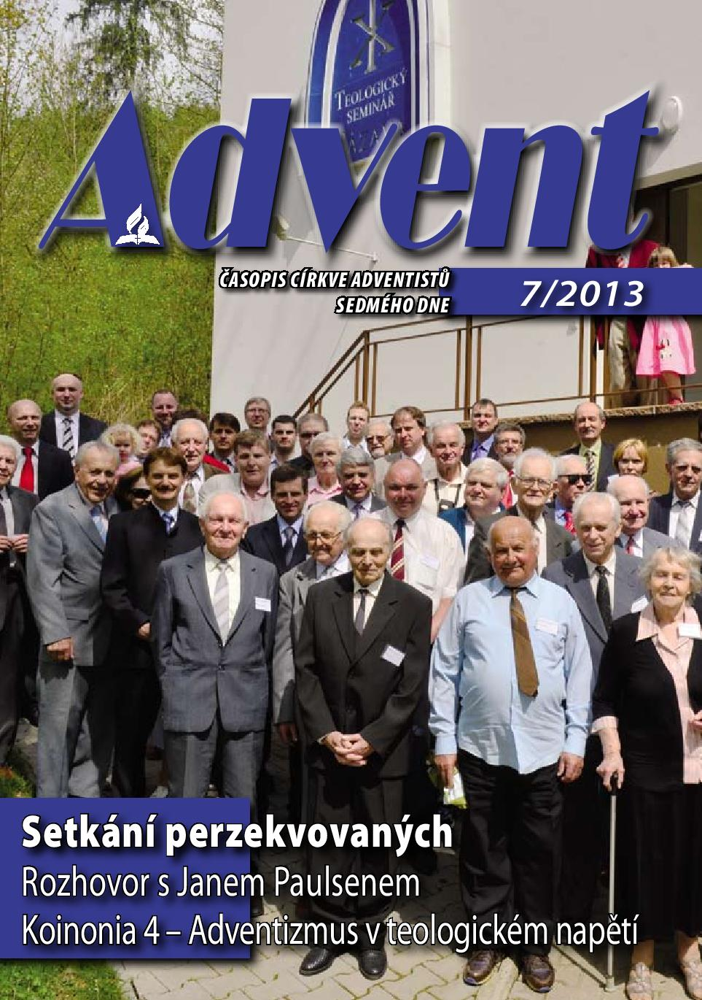 TEOLOGICKÝ
SEMINÁŘ
Advent
ČASOPIS CÍRKVE ADVENTISTŮ
SEDMÉHO DNE
7/2013
Setkání perzekvovaných
Rozhovor s Janem Paulsenem
Koinonia 4 – Adventizmus v teologickém napětí